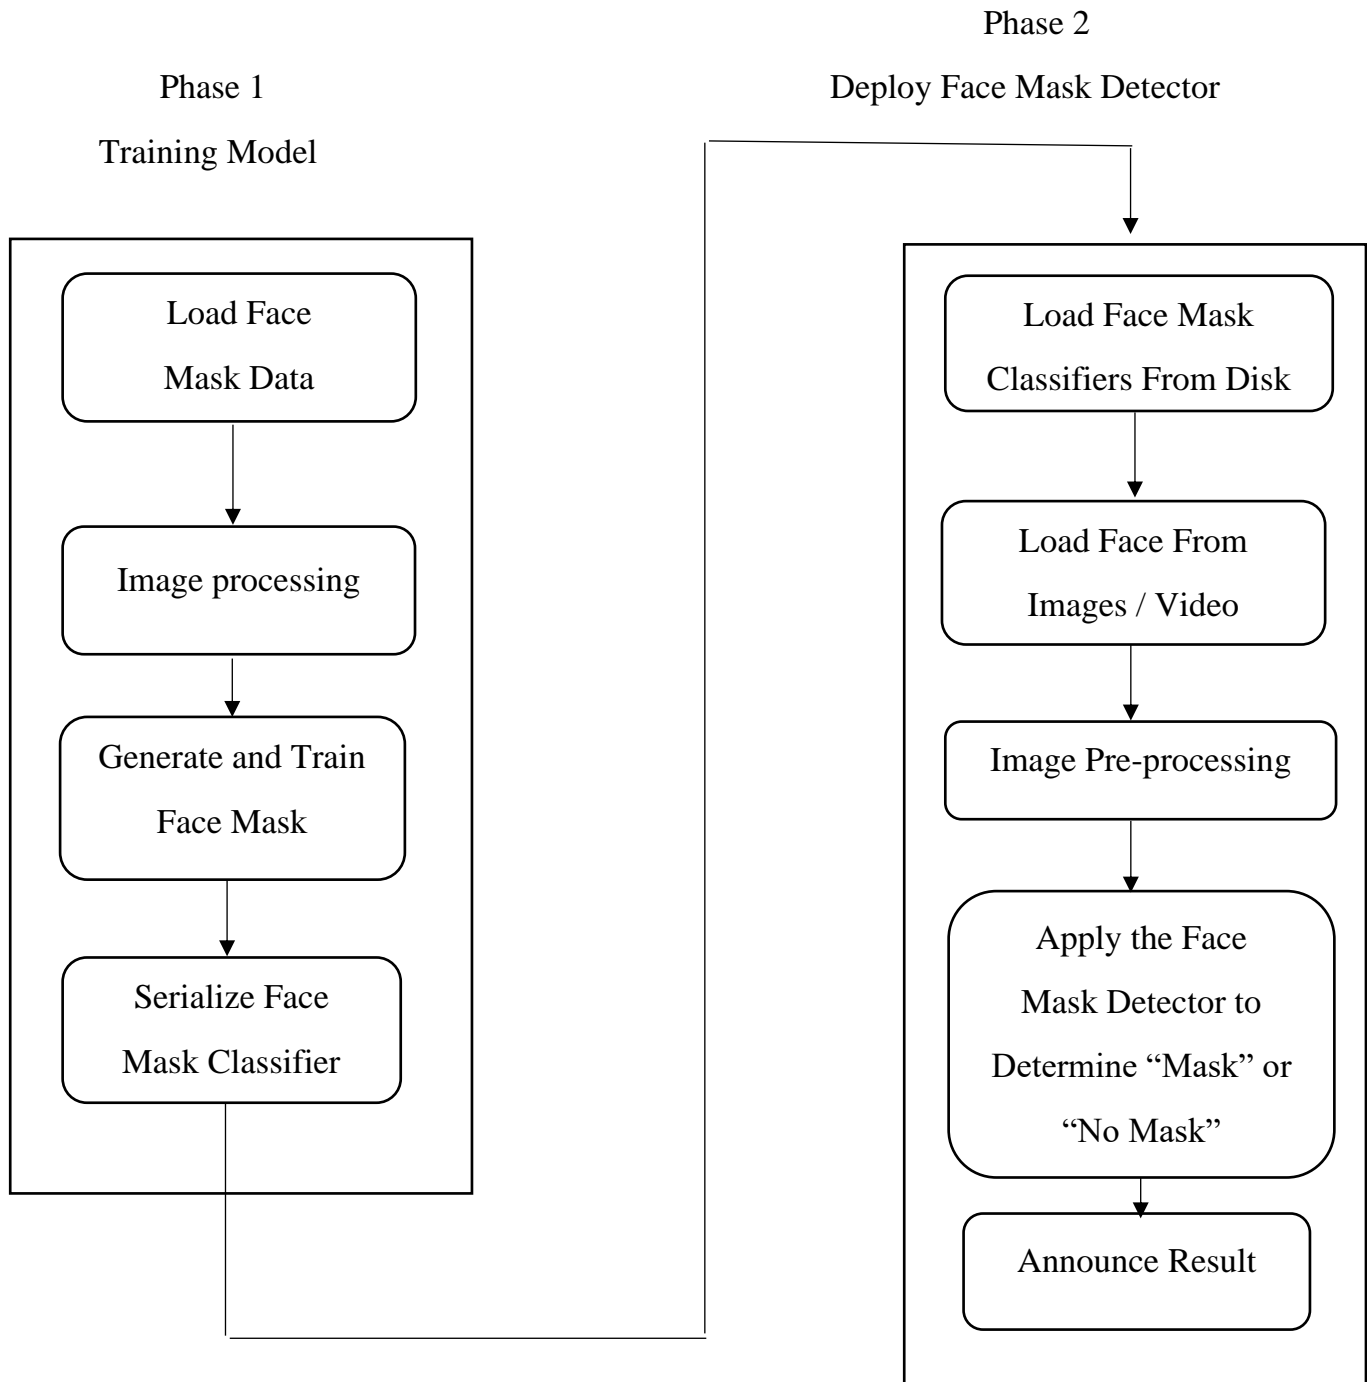 Phase 1
Training Model
Load Face
Mask Data
Image processing
Generate and Train
Face Mask
Serialize Face
Mask Classifier
Phase 2
Deploy Face Mask Detector
Load Face Mask
Classifiers From Disk
Load Face From
Images / Video
Image Pre-processing
Apply the Face
Mask Detector to
Determine “Mask” or
“No Mask”
Announce Result